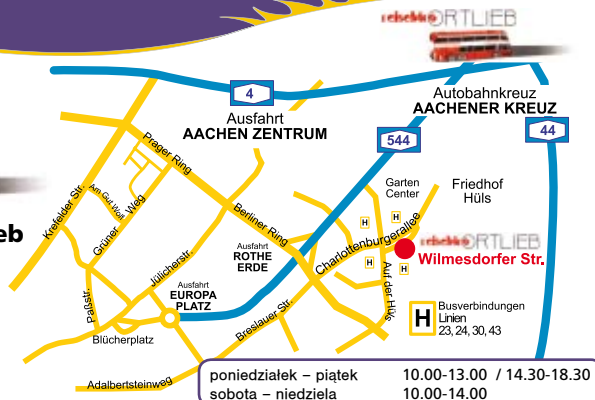 reisebüro ORTLIEB
4
Autobahnkreuz
AACHENER KREUZ
Ausfahrt
AACHEN ZENTRUM
544
44
Prager Ring
Garten
Center
Friedhof
Hüls
Krefelder Str.
Am Gut Wolf
Grüner Weg
Berliner Ring
H
H
Charlottenburgerallee
reisebüro ORTLIEB
Wilmesdorfer Str.
eb
Ausfahrt
ROTHE
ERDE
H
H
Jülicherstr.
Auf der Hüls
Ausfahrt
EUROPA
PLATZ
Paßstr.
Breslauer Str.
H
Busverbindungen
Linien
23, 24, 30, 43
Blücherplatz
Adalbertsteinweg
poniedziałek – piątek 10.00-13.00 / 14.30-18.30
sobota – niedziela 10.00-14.00